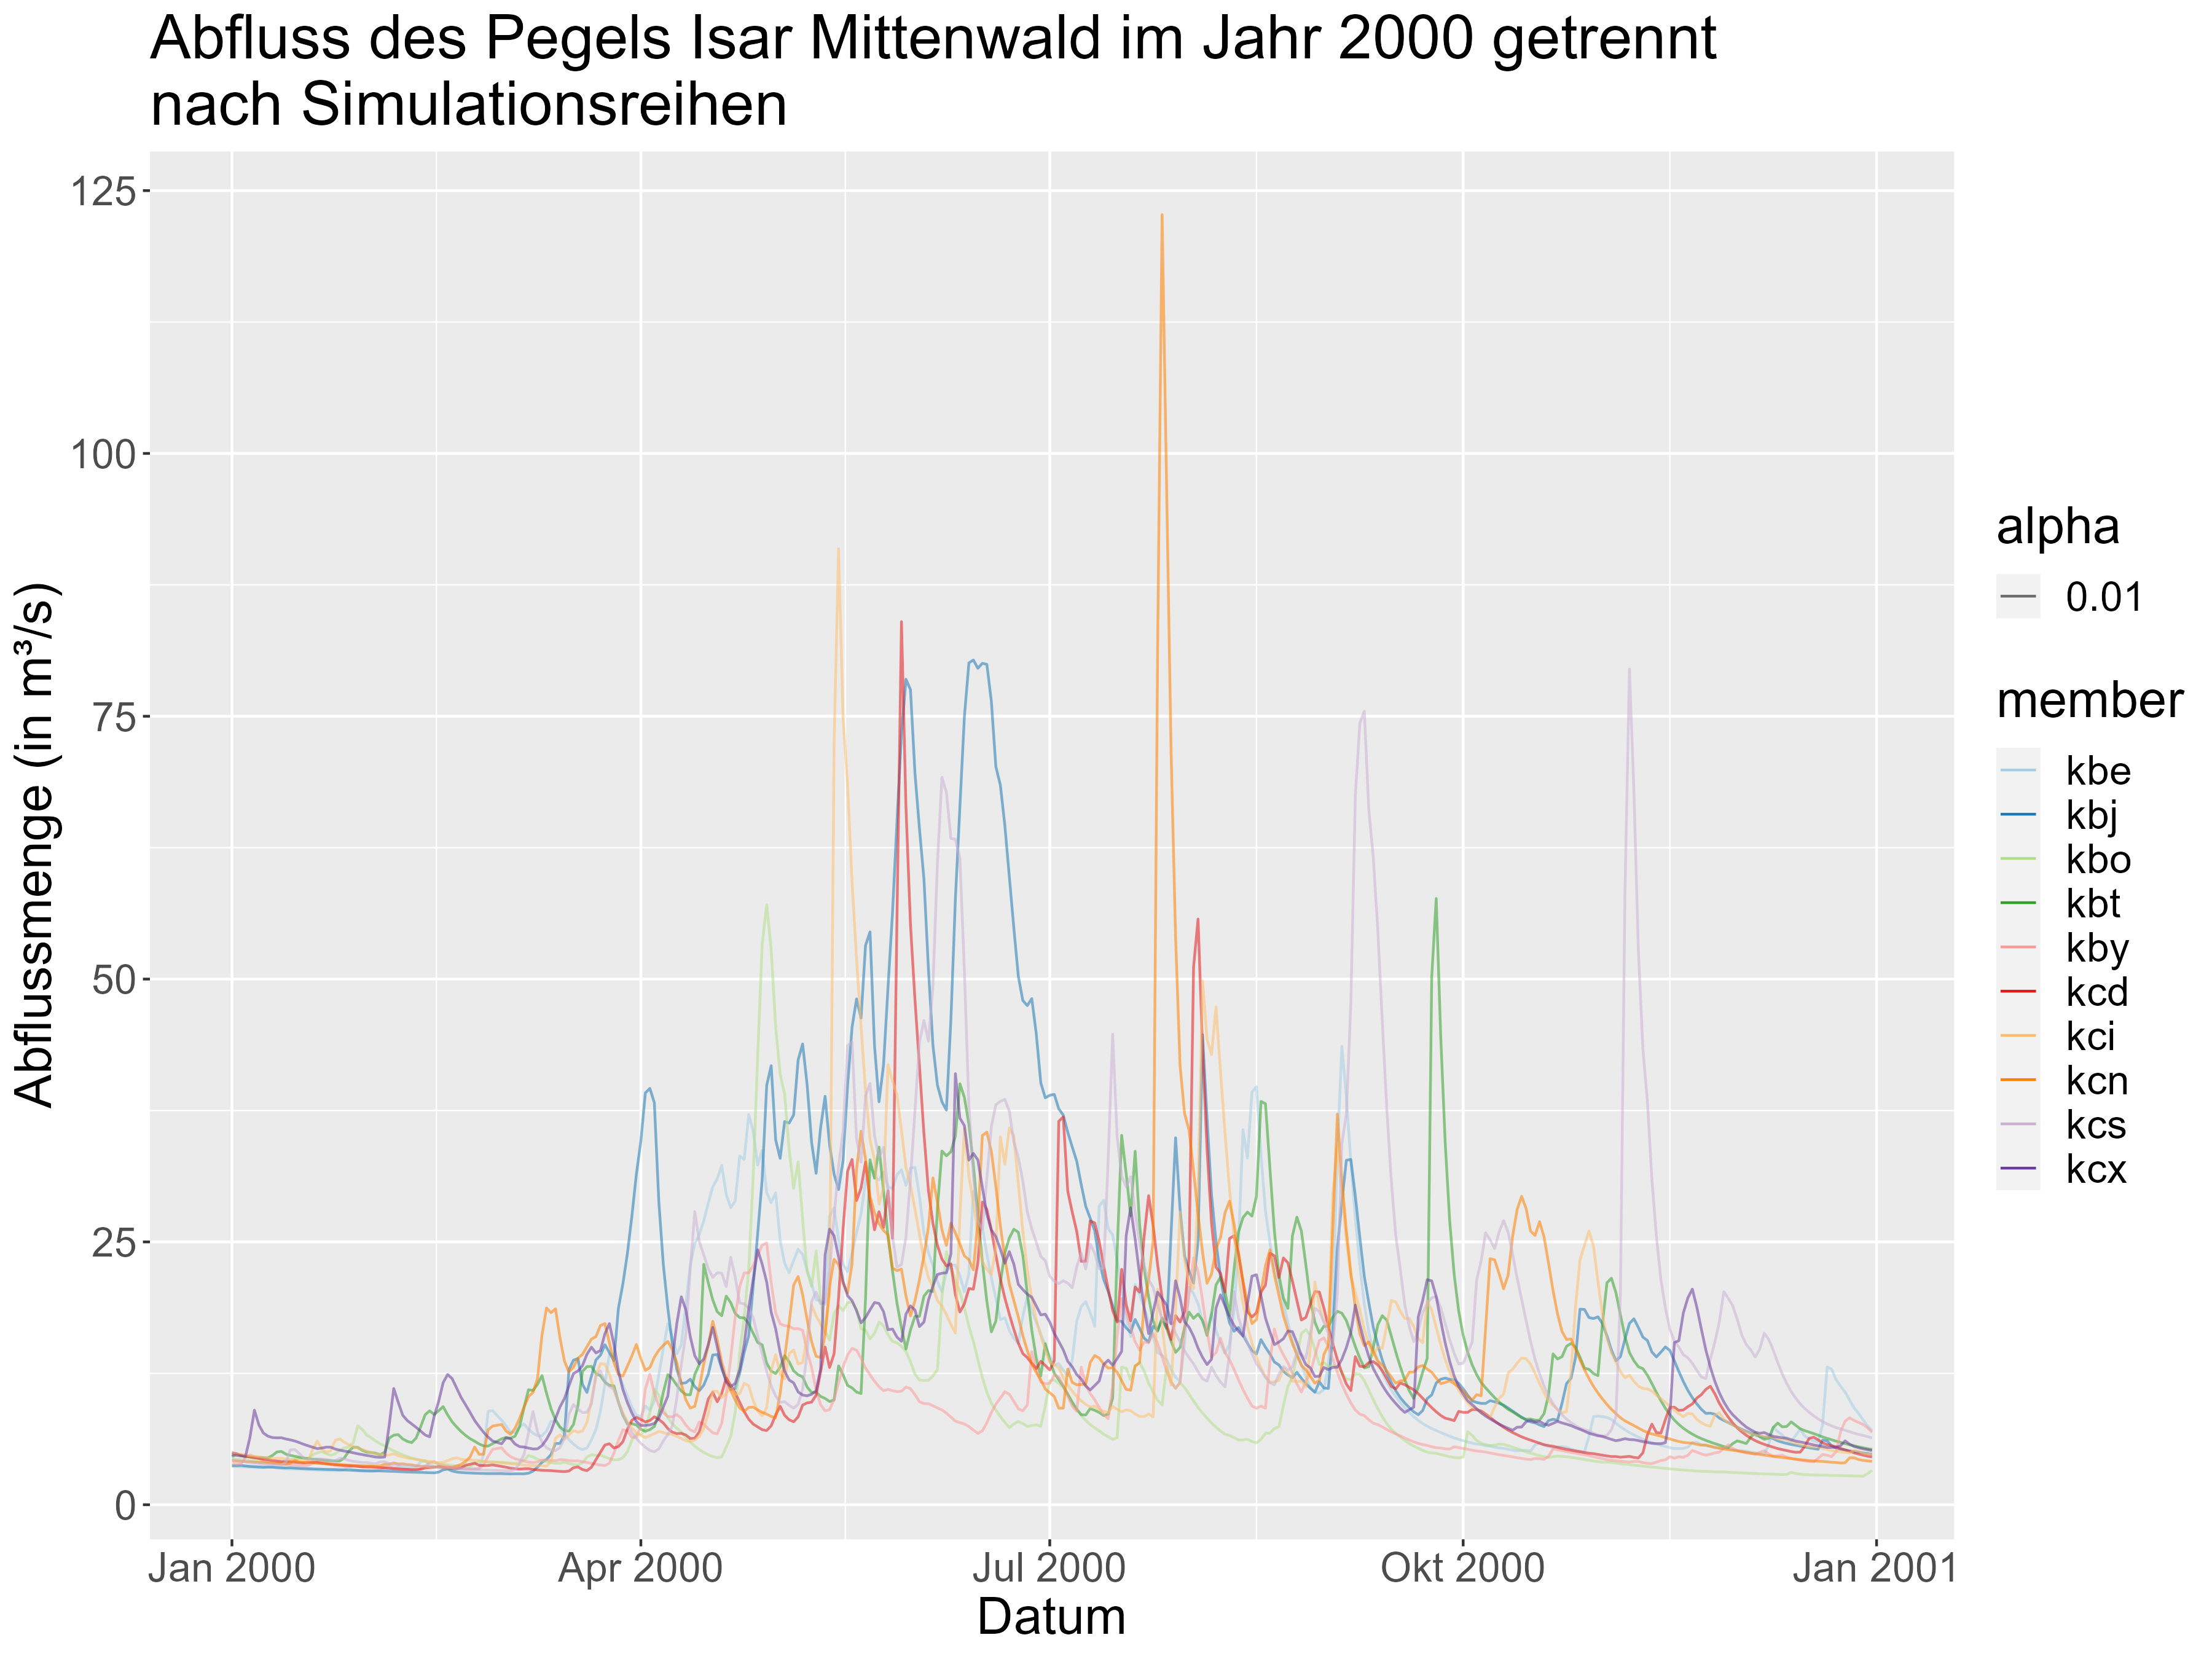 Abfluss des Pegels Isar Mittenwald im Jahr 2000 getrennt
nach Simulationsreihen
125
100
75
50
25
0
Abflussmenge (in m³/s)
Jan 2000
Apr 2000
Jul 2000
Okt 2000
Jan 2001
Datum
alpha
0.01
member
kbe
kbj
kbo
kbt
kby
kcd
kci
kcn
kcs
kcx